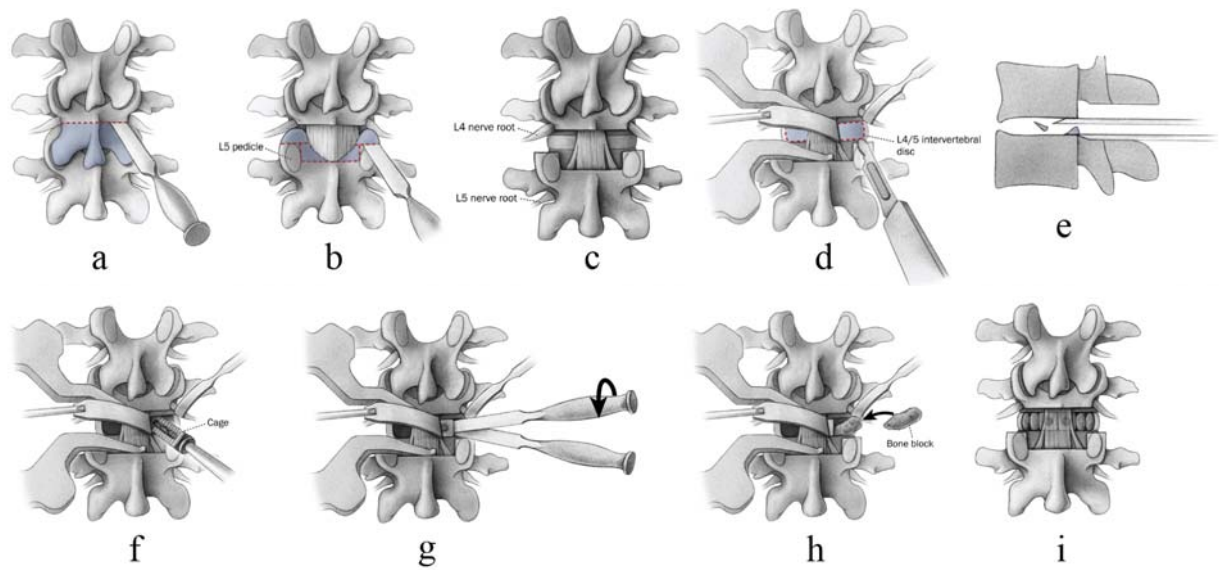 L5 pedicle
L4 nerve root
L5 nerve root
L4/5 intervertebral
disc
a
b
c
d
e
Cage
Bone block
f
g
h
i